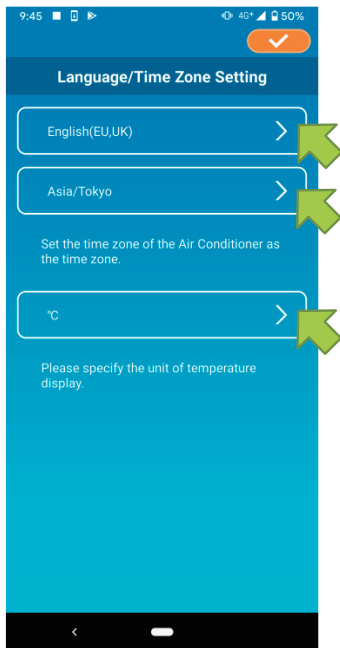 9:45 4G+ 50%
Language/Time Zone Setting
English(EU,UK)
Asia/Tokyo
Set the time zone of the Air Conditioner as
the time zone.
℃
Please specify the unit of temperature
display.